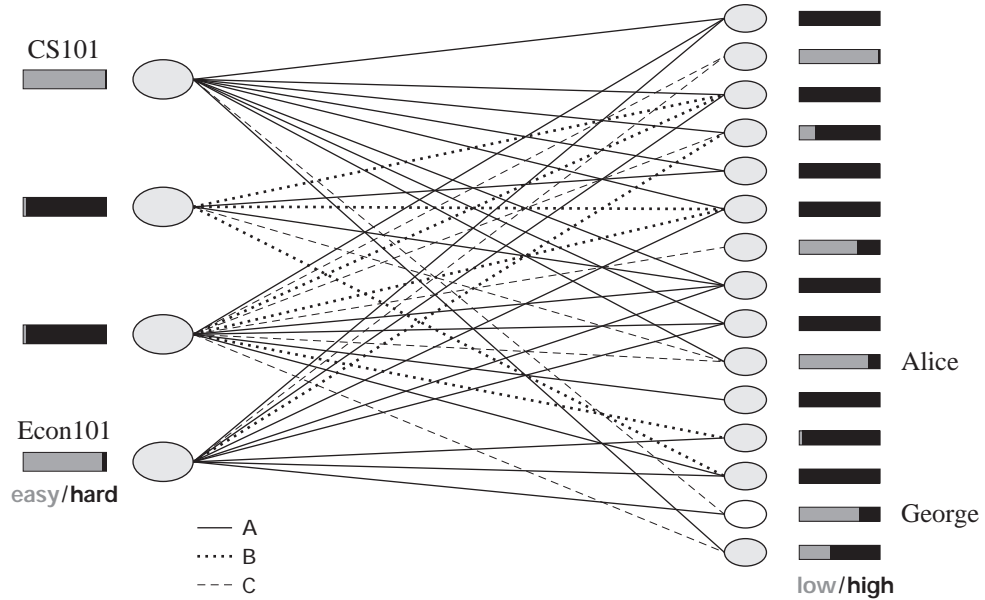 CS101
Econ101
easy/hard
A
B
C
Alice
George
low/high